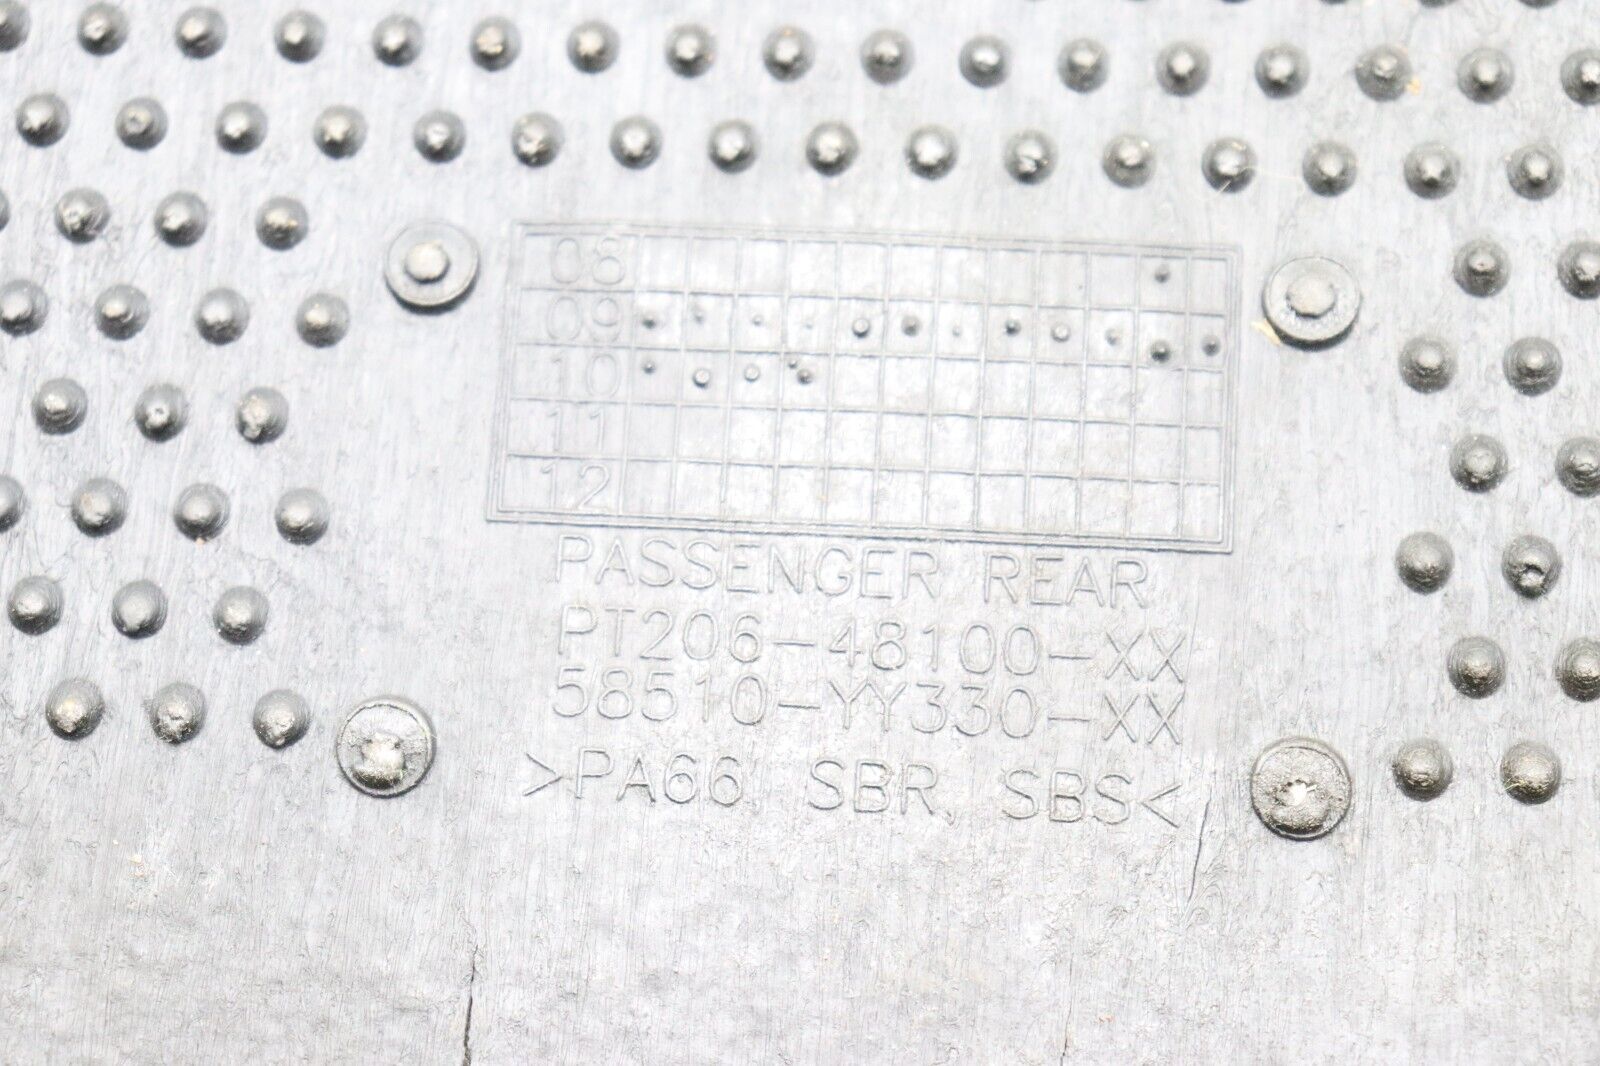 08
09
10
11
12
PASSENGER REAR
PT206-48100-XX
58510-YY330-XX
>PA66 SBR, SBS<